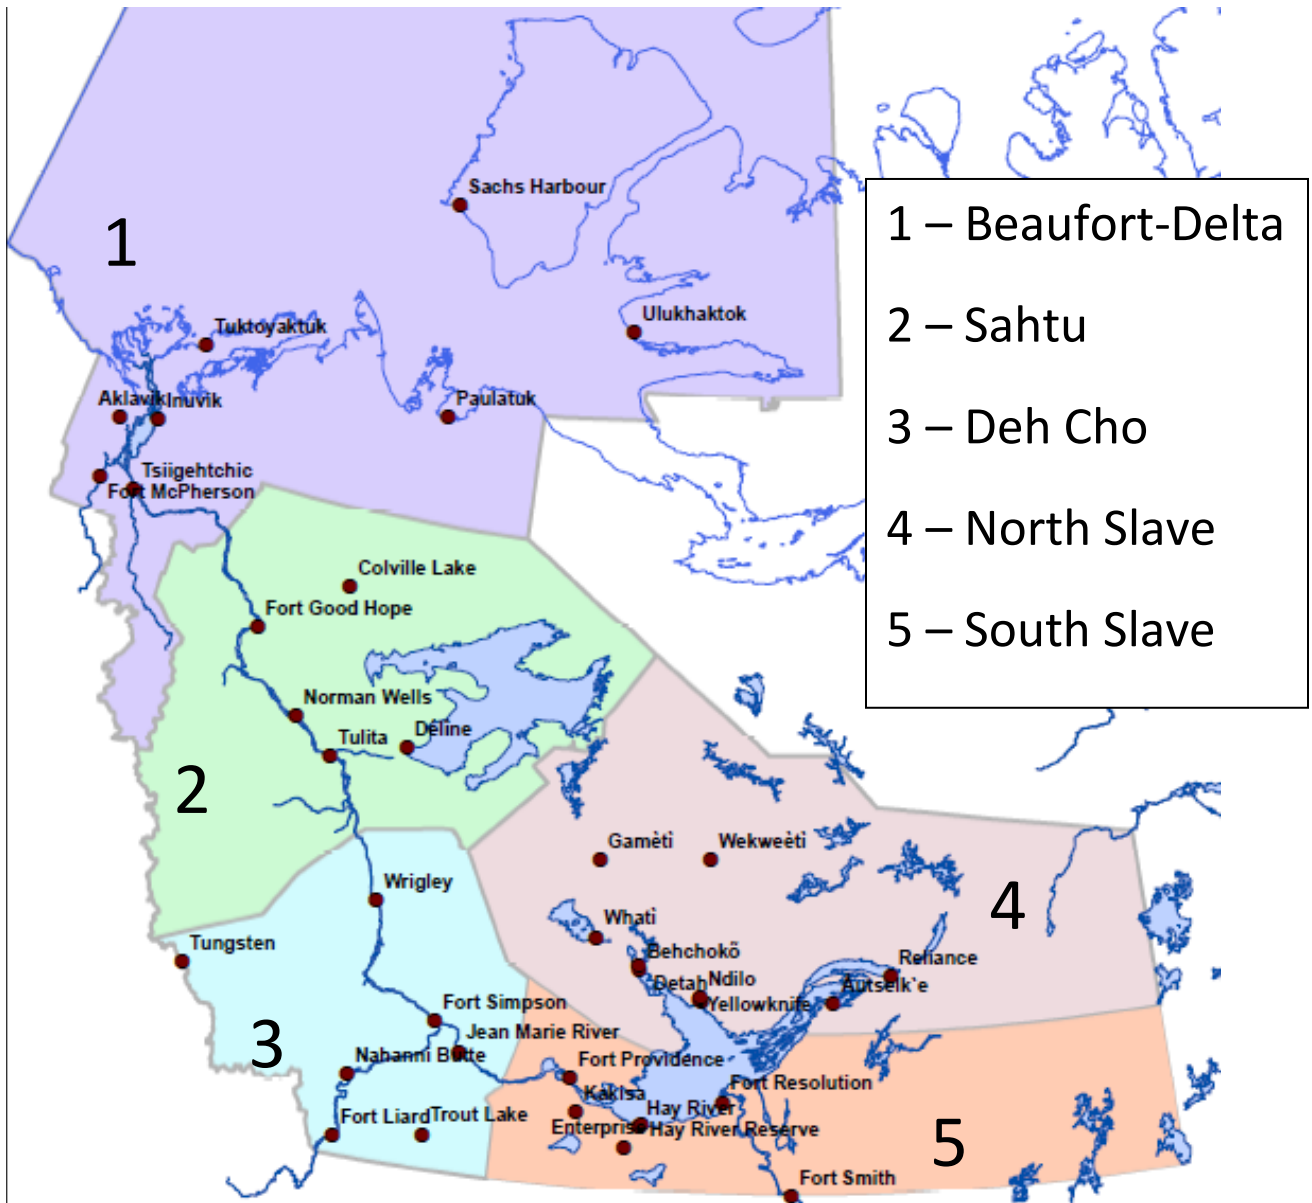 Sachs Harbour
1
1 – Beaufort-Delta
2 – Sahtu
3 – Deh Cho
4 – North Slave
5 – South Slave
Ulukhaktok
Tuktoyaktuk
Aklavik
Inuvik
Paulatuk
Tsiigehtchic
Fort McPherson
Colville Lake
Fort Good Hope
Norman Wells
Tulita
Déline
2
Gamèti
Wekweèti
Wrigley
4
Whati
Tungsten
Behchokõ
Reliance
Detah
Ndilo
Autselk`e
Fort Simpson
Yellowknife
Jean Marie River
3
Nahanni Butte
Fort Providence
Kakisa
Fort Resolution
Fort Liard
Trout Lake
Hay River
Enterprise
Hay River Reserve
5
Fort Smith